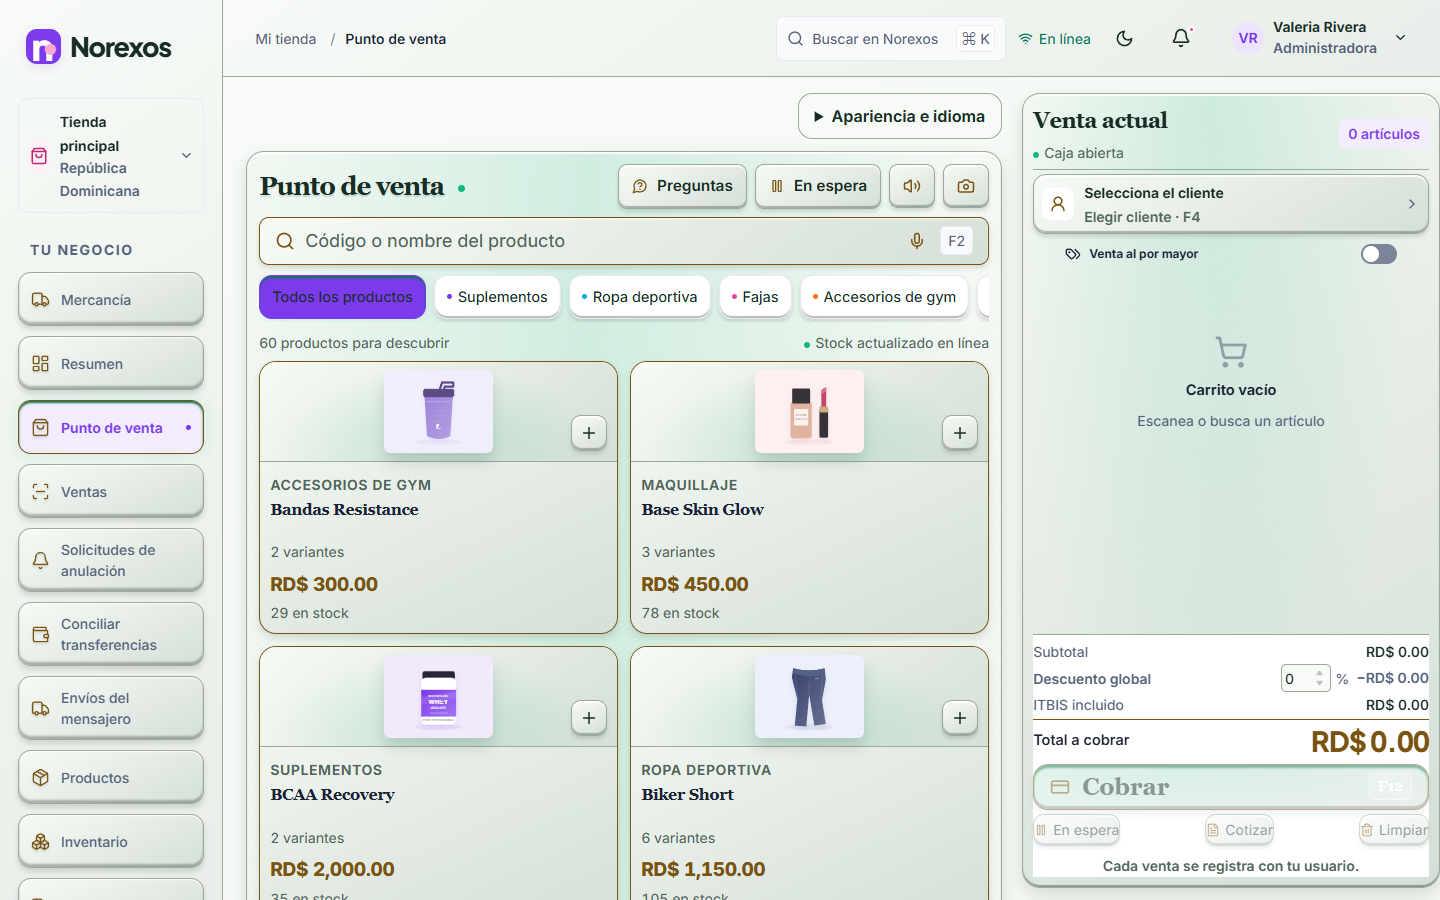 Norexos
Mi tienda / Punto de venta
Buscar en Norexos ⌘ K
En línea
VR
Valeria Rivera
Administradora
Tienda principal
República Dominicana
TU NEGOCIO
Mercancía
Resumen
Punto de venta
Ventas
Solicitudes de anulación
Conciliar transferencias
Envíos del mensajero
Productos
Inventario
Apariencia e idioma
Punto de venta
Preguntas
En espera
Código o nombre del producto
F2
Todos los productos
Suplementos
Ropa deportiva
Fajas
Accesorios de gym
60 productos para descubrir
Stock actualizado en línea
ACCESORIOS DE GYM
Bandas Resistance
2 variantes
RD$ 300.00
29 en stock
MAQUILLAJE
Base Skin Glow
3 variantes
RD$ 450.00
78 en stock
WHEY
SUPLEMENTOS
BCAA Recovery
2 variantes
RD$ 2,000.00
35 en stock
ROPA DEPORTIVA
Biker Short
6 variantes
RD$ 1,150.00
105 en stock
Venta actual
0 artículos
Caja abierta
Selecciona el cliente
Elegir cliente · F4
Venta al por mayor
Carrito vacío
Escanea o busca un artículo
Subtotal RD$ 0.00
Descuento global 0 % −RD$ 0.00
ITBIS incluido RD$ 0.00
Total a cobrar RD$ 0.00
Cobrar F12
En espera
Cotizar
Limpiar
Cada venta se registra con tu usuario.